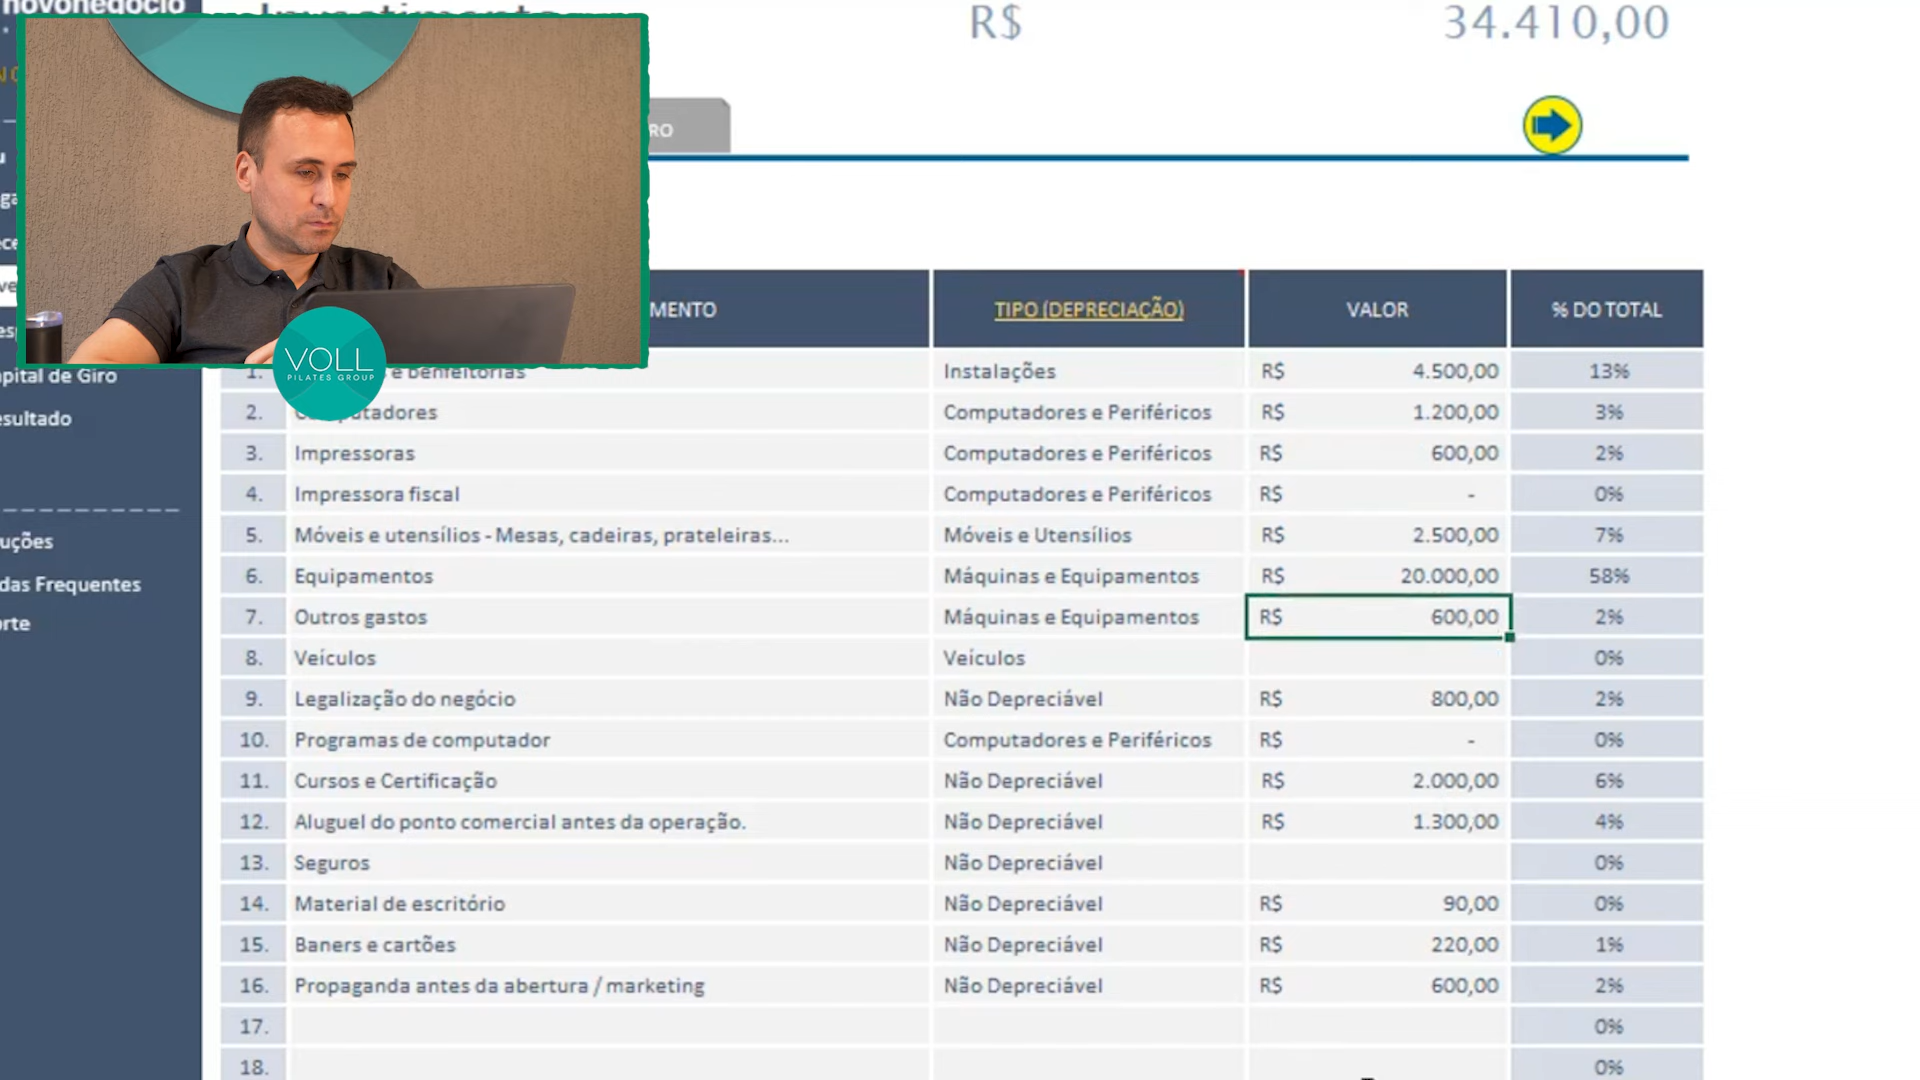 novonegócio
R$ 34.410,00
RO
MENTO TIPO (DEPRECIAÇÃO) VALOR % DO TOTAL
VOLL
PILATES GROUP
1. e benfeitorias Instalações R$ 4.500,00 13%
pital de Giro
2. Computadores Computadores e Periféricos R$ 1.200,00 3%
esultado
3. Impressoras Computadores e Periféricos R$ 600,00 2%
4. Impressora fiscal Computadores e Periféricos R$ - 0%
5. Móveis e utensílios - Mesas, cadeiras, prateleiras... Móveis e Utensílios R$ 2.500,00 7%
uções
6. Equipamentos Máquinas e Equipamentos R$ 20.000,00 58%
das Frequentes
7. Outros gastos Máquinas e Equipamentos R$ 600,00 2%
orte
8. Veículos Veículos 0%
9. Legalização do negócio Não Depreciável R$ 800,00 2%
10. Programas de computador Computadores e Periféricos R$ - 0%
11. Cursos e Certificação Não Depreciável R$ 2.000,00 6%
12. Aluguel do ponto comercial antes da operação. Não Depreciável R$ 1.300,00 4%
13. Seguros Não Depreciável 0%
14. Material de escritório Não Depreciável R$ 90,00 0%
15. Baners e cartões Não Depreciável R$ 220,00 1%
16. Propaganda antes da abertura / marketing Não Depreciável R$ 600,00 2%
17. 0%
18. 0%